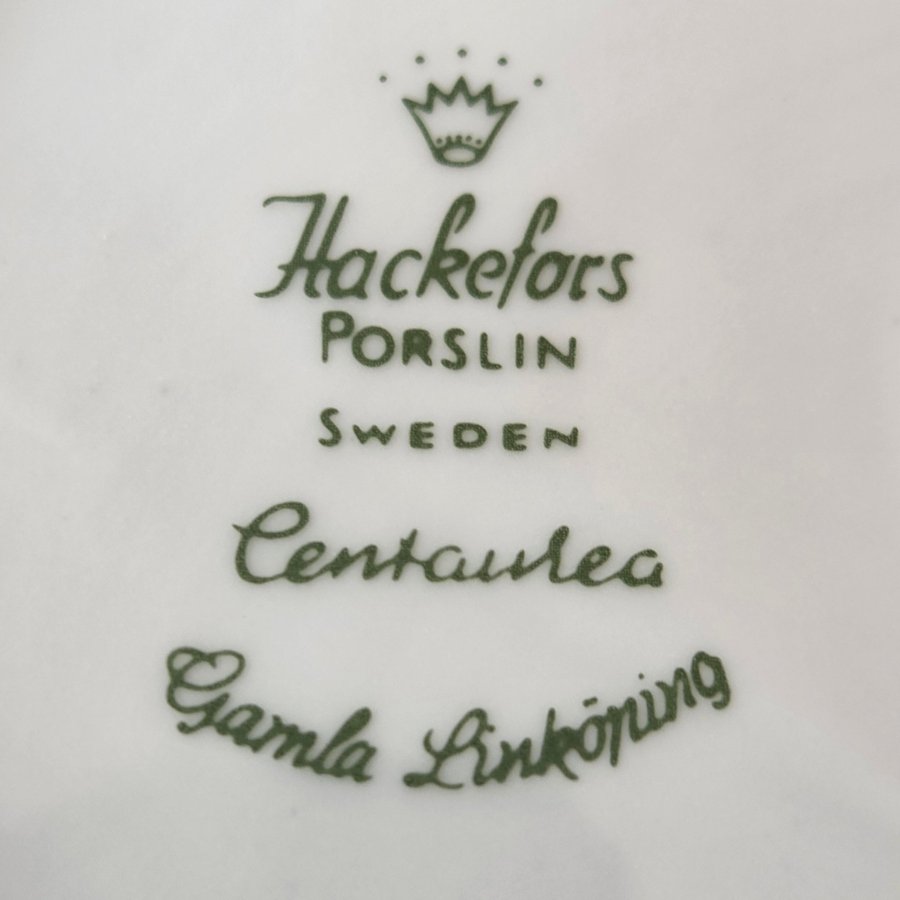 Hackefors
PORSLIN
SWEDEN
Centaurea
Gamla Linköping